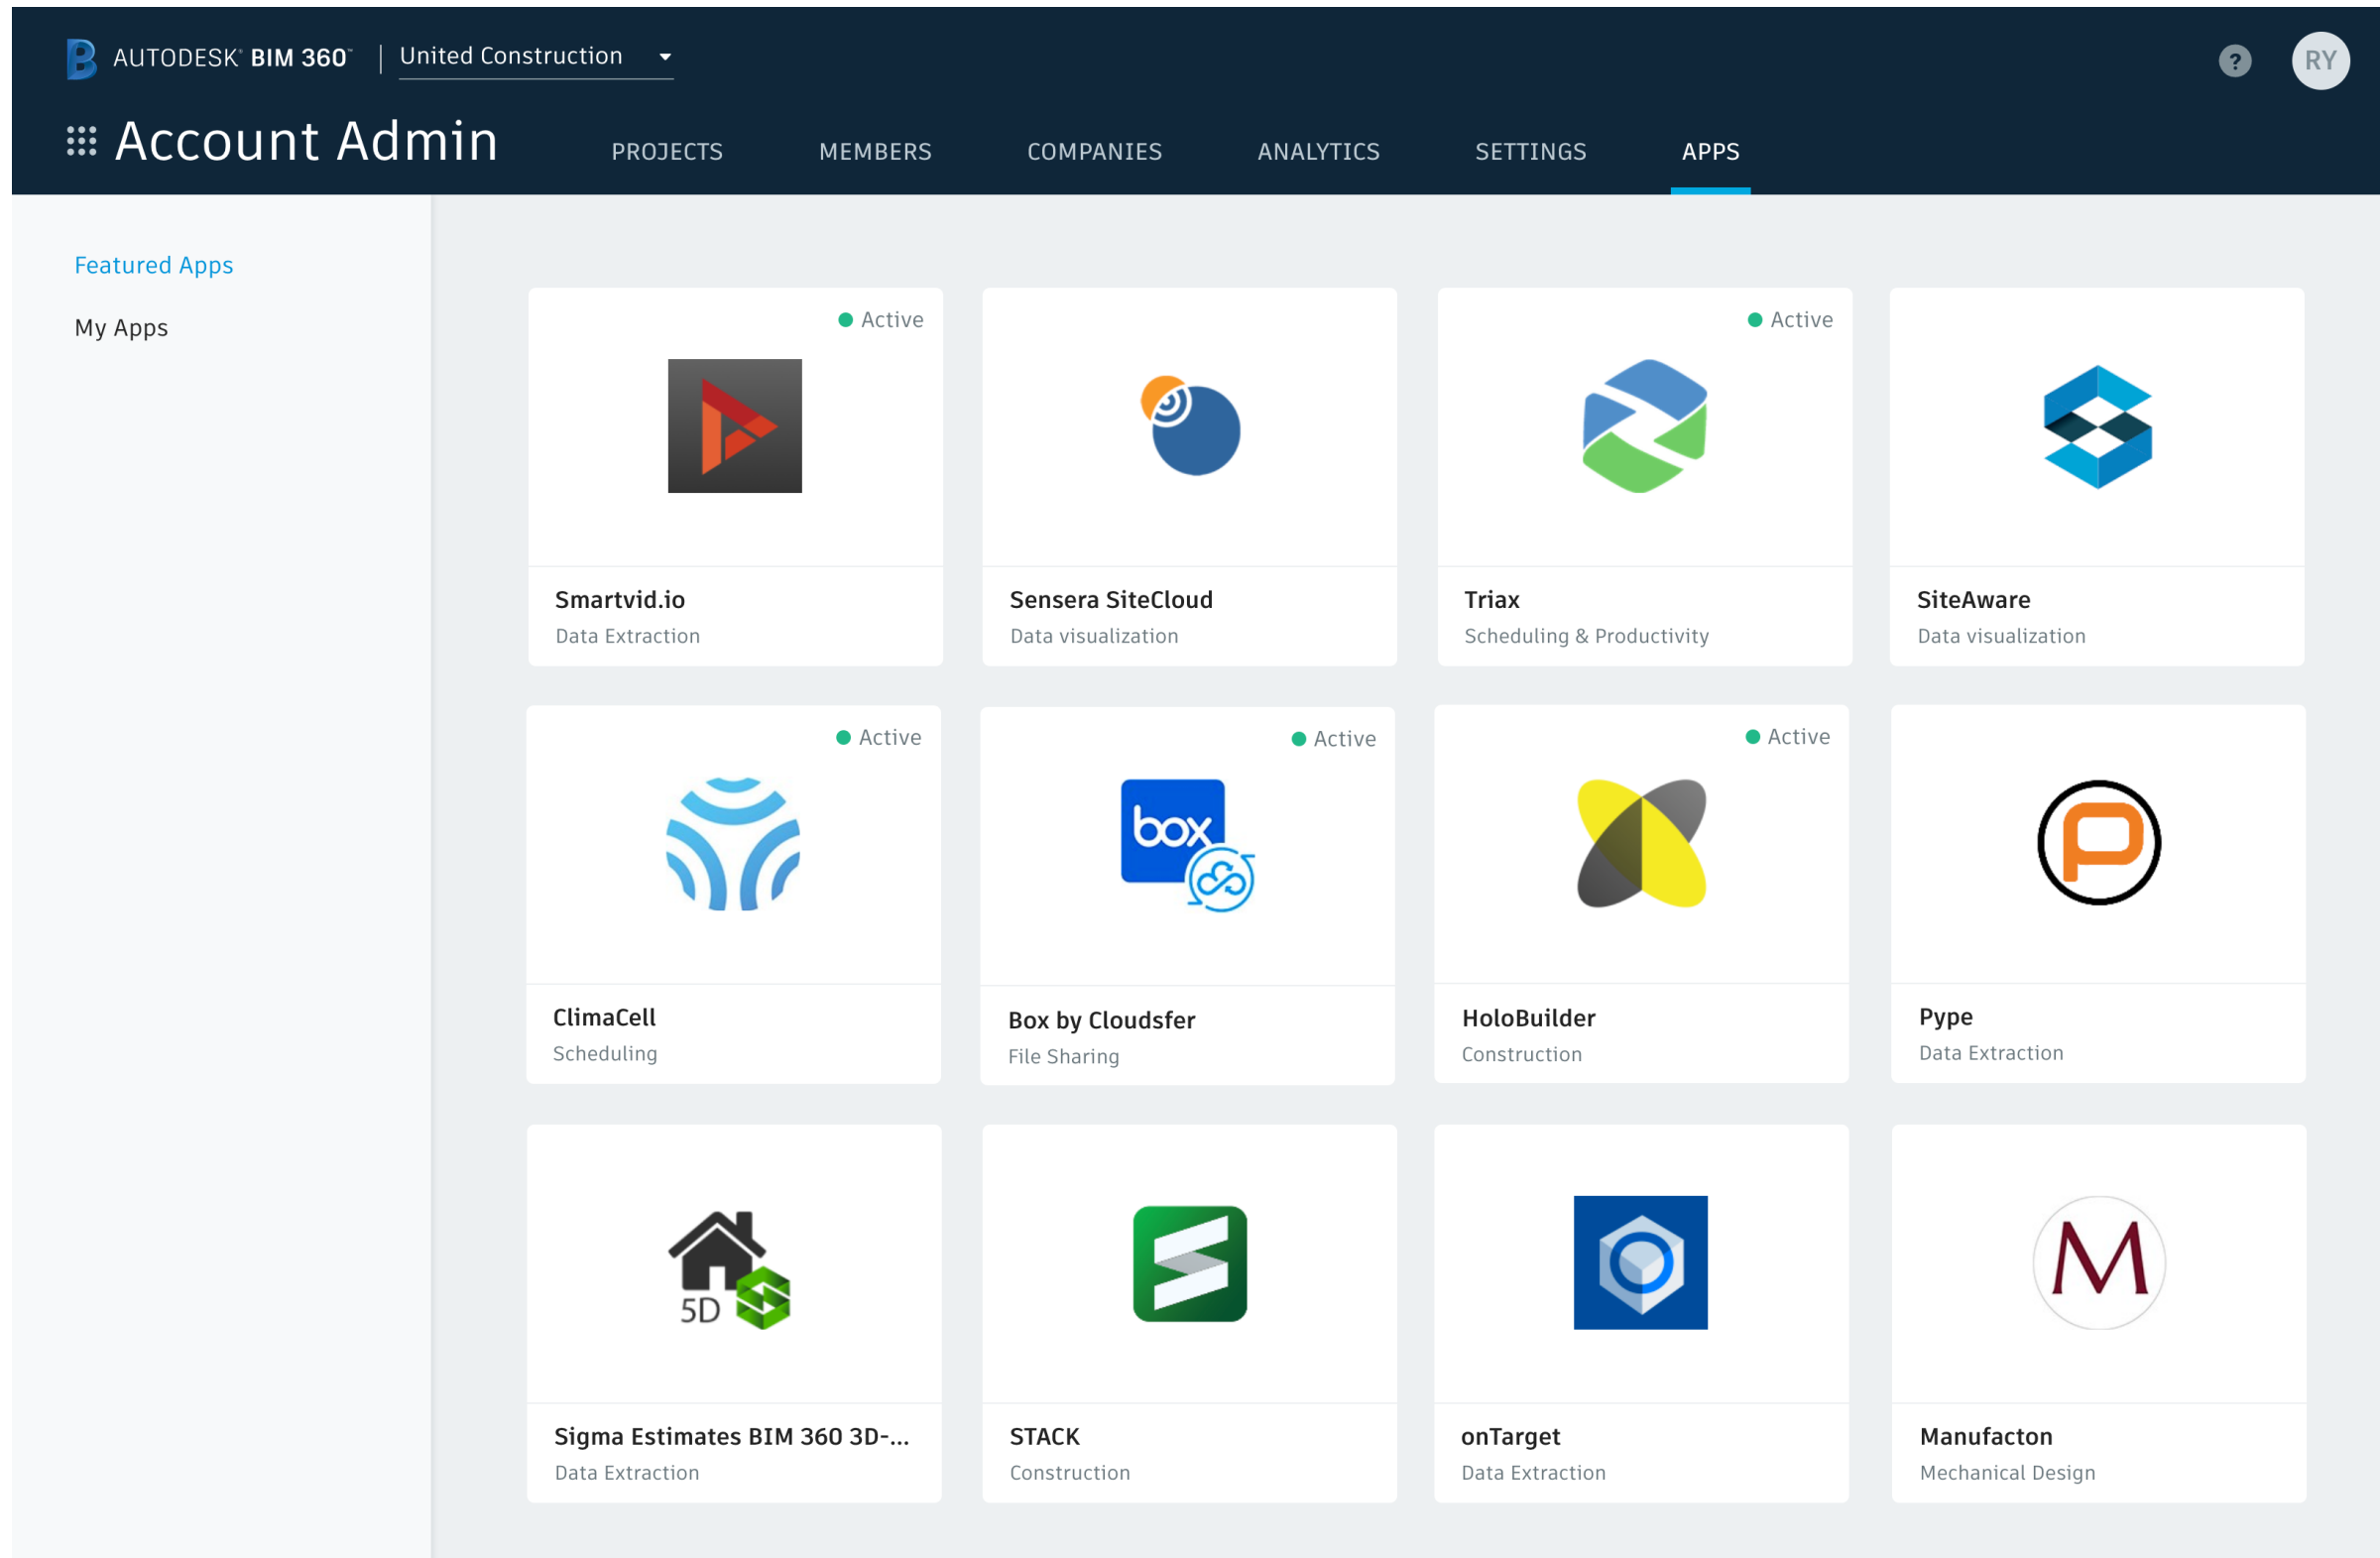 AUTODESK® BIM 360™ | United Construction
? RY
Account Admin PROJECTS MEMBERS COMPANIES ANALYTICS SETTINGS APPS
Featured Apps
My Apps
Active
Smartvid.io
Data Extraction
Sensera SiteCloud
Data visualization
Active
Triax
Scheduling & Productivity
SiteAware
Data visualization
Active
ClimaCell
Scheduling
Active
box
Box by Cloudsfer
File Sharing
Active
HoloBuilder
Construction
P
Pype
Data Extraction
5D
Sigma Estimates BIM 360 3D-...
Data Extraction
STACK
Construction
onTarget
Data Extraction
M
Manufacton
Mechanical Design